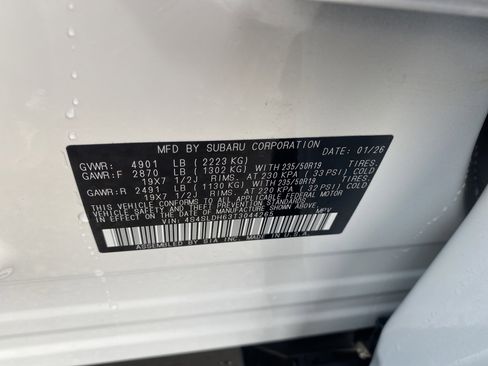 MFD BY SUBARU CORPORATION DATE: 01/26
GVWR: 4901 LB (2223 KG)
GAWR:F 2870 LB (1302 KG) WITH 235/50R19 TIRES.
19X7 1/2J RIMS. AT 230 KPA ( 33 PSI) COLD
GAWR:R 2491 LB (1130 KG) WITH 235/50R19 TIRES.
19X7 1/2J RIMS. AT 220 KPA ( 32 PSI) COLD
THIS VEHICLE CONFORMS TO ALL APPLICABLE FEDERAL MOTOR
VEHICLE SAFETY, BUMPER, AND THEFT PREVENTION STANDARDS
IN EFFECT ON THE DATE OF MANUFACTURE SHOWN ABOVE.
VIN: 4S4SLDH63T3044265 MPV
ASSEMBLED BY SIA INC. MADE IN U.S.A.